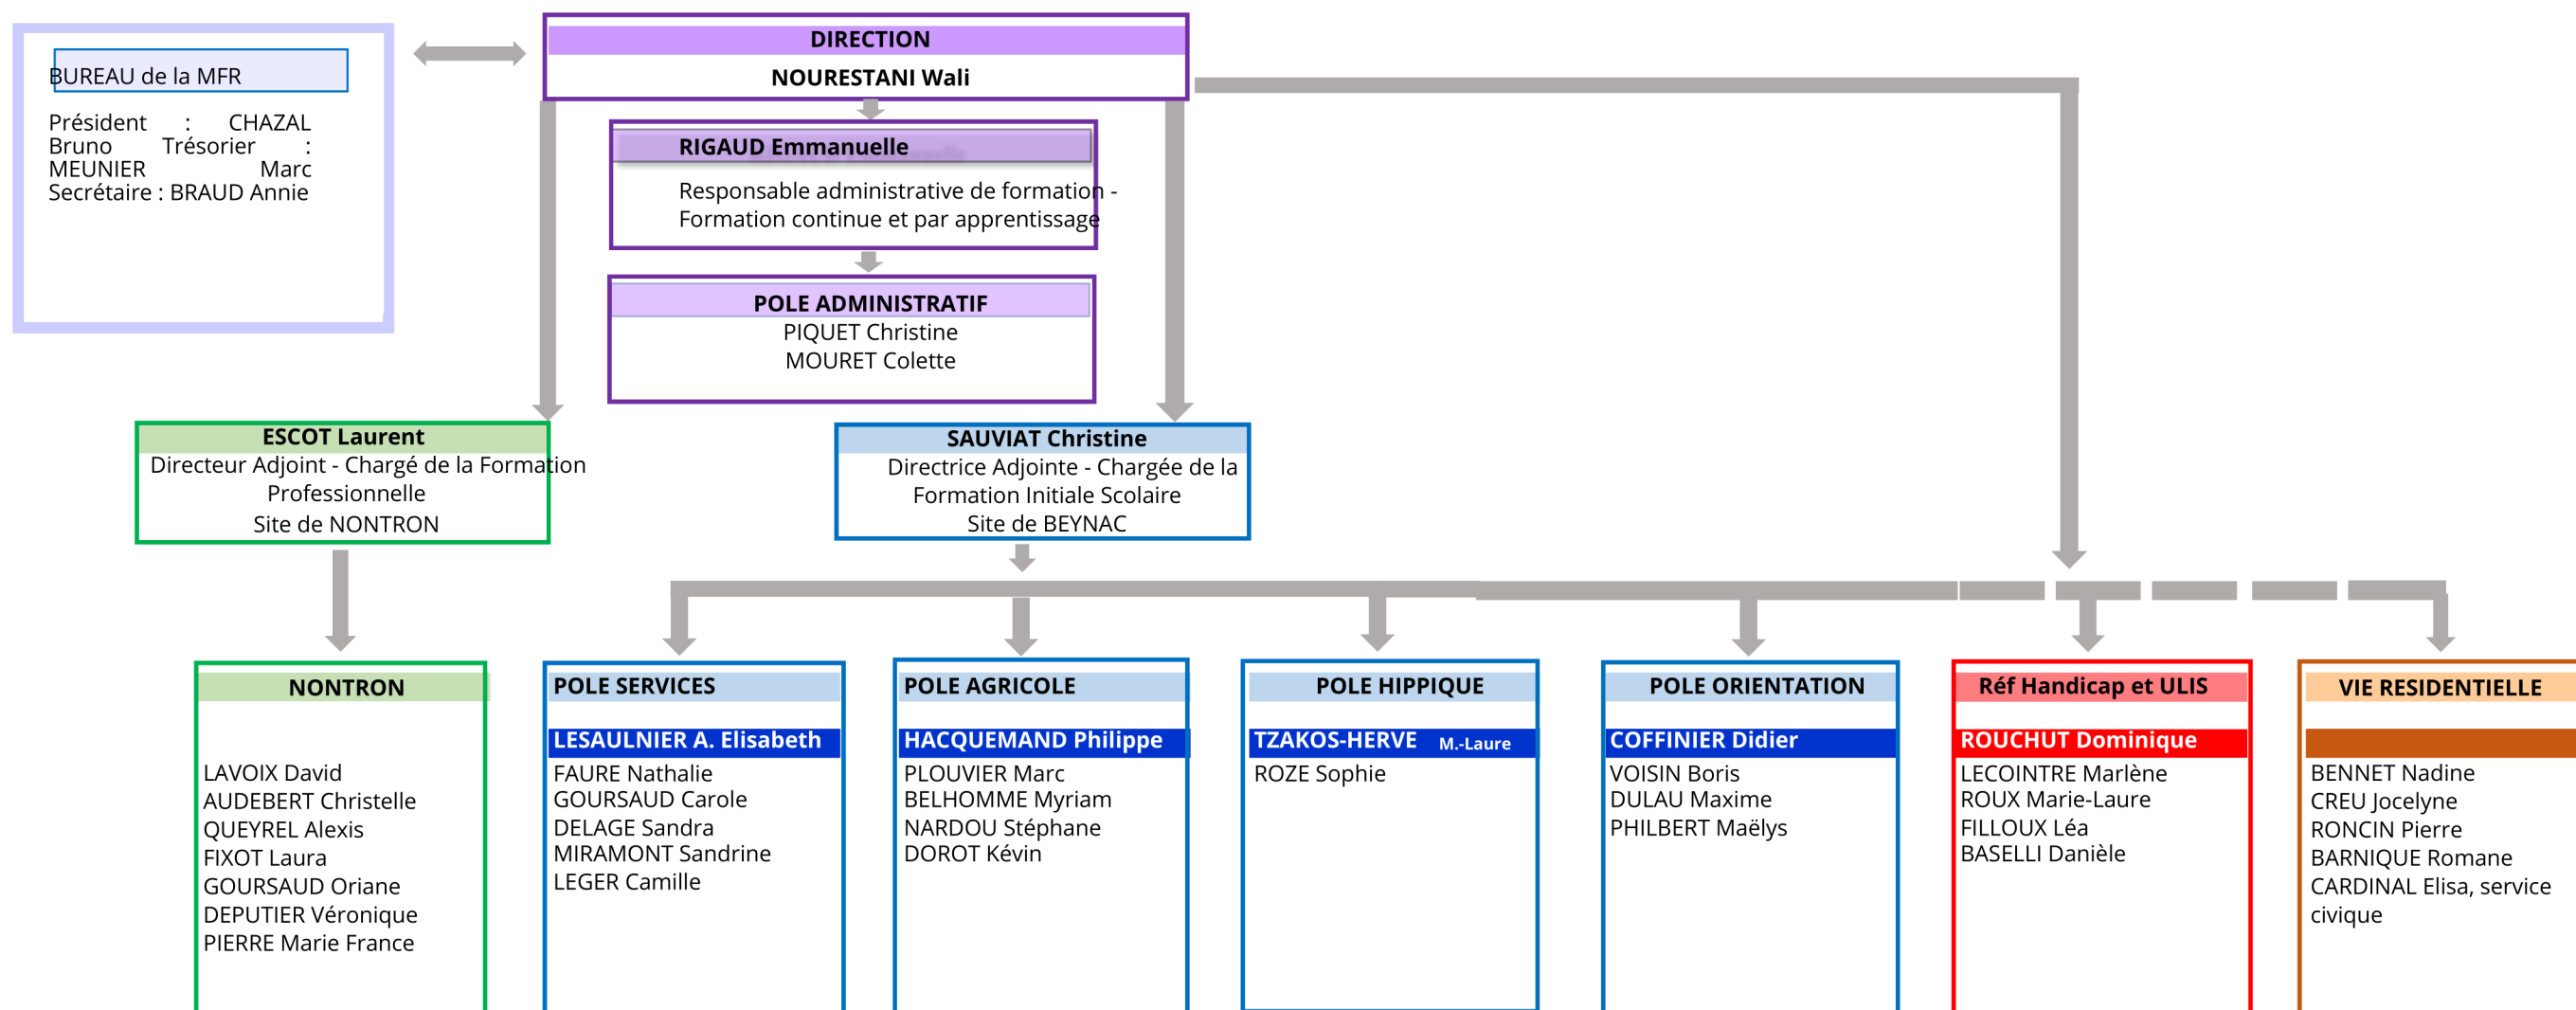 BUREAU de la MFR
Président : CHAZAL
Bruno Trésorier :
MEUNIER Marc
Secrétaire : BRAUD Annie
DIRECTION
NOURESTANI Wali
RIGAUD Emmanuelle
Responsable administrative de formation -
Formation continue et par apprentissage
POLE ADMINISTRATIF
PIQUET Christine
MOURET Colette
ESCOT Laurent
Directeur Adjoint - Chargé de la Formation
Professionnelle
Site de NONTRON
SAUVIAT Christine
Directrice Adjointe - Chargée de la
Formation Initiale Scolaire
Site de BEYNAC
NONTRON
LAVOIX David
AUDEBERT Christelle
QUEYREL Alexis
FIXOT Laura
GOURSAUD Oriane
DEPUTIER Véronique
PIERRE Marie France
POLE SERVICES
LESAULNIER A. Elisabeth
FAURE Nathalie
GOURSAUD Carole
DELAGE Sandra
MIRAMONT Sandrine
LEGER Camille
POLE AGRICOLE
HACQUEMAND Philippe
PLOUVIER Marc
BELHOMME Myriam
NARDOU Stéphane
DOROT Kévin
POLE HIPPIQUE
TZAKOS-HERVE M.-Laure
ROZE Sophie
POLE ORIENTATION
COFFINIER Didier
VOISIN Boris
DULAU Maxime
PHILBERT Maëlys
Réf Handicap et ULIS
ROUCHUT Dominique
LECOINTRE Marlène
ROUX Marie-Laure
FILLOUX Léa
BASELLI Danièle
VIE RESIDENTIELLE
BENNET Nadine
CREU Jocelyne
RONCIN Pierre
BARNIQUE Romane
CARDINAL Elisa, service
civique